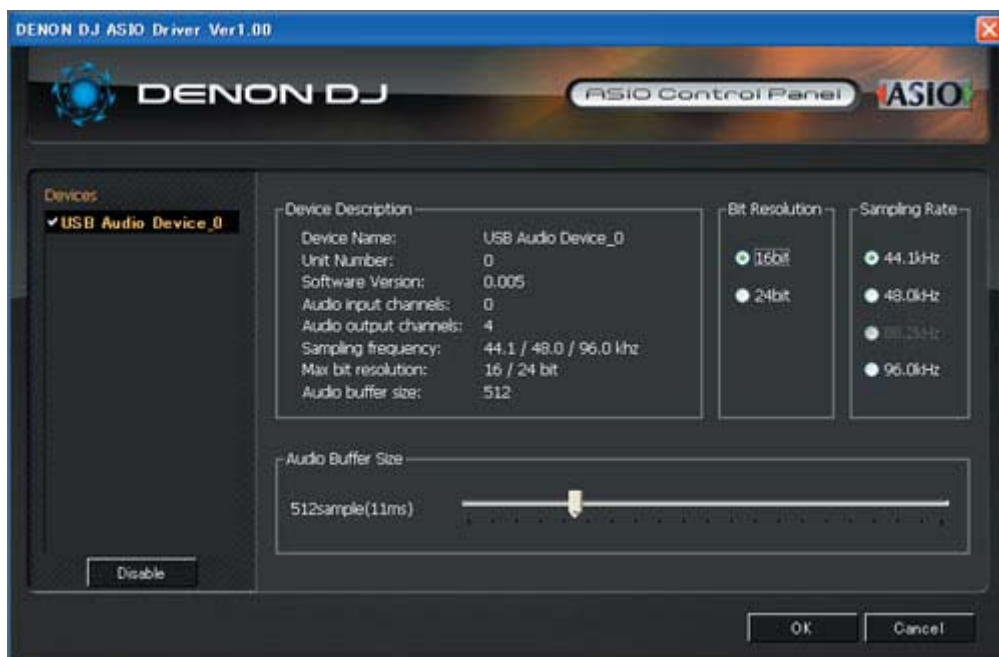 DENON DJ ASIO Driver Ver1.00
DENON DJ
ASIO Control Panel
ASIO
Devices
USB Audio Device_0
Disable
Device Description
Device Name: USB Audio Device_0
Unit Number: 0
Software Version: 0.005
Audio input channels: 0
Audio output channels: 4
Sampling frequency: 44.1 / 48.0 / 96.0 khz
Max bit resolution: 16 / 24 bit
Audio buffer size: 512
Bit Resolution
16bit
24bit
Sampling Rate
44.1kHz
48.0kHz
88.2kHz
96.0kHz
Audio Buffer Size
512sample(11ms)
OK
Cancel